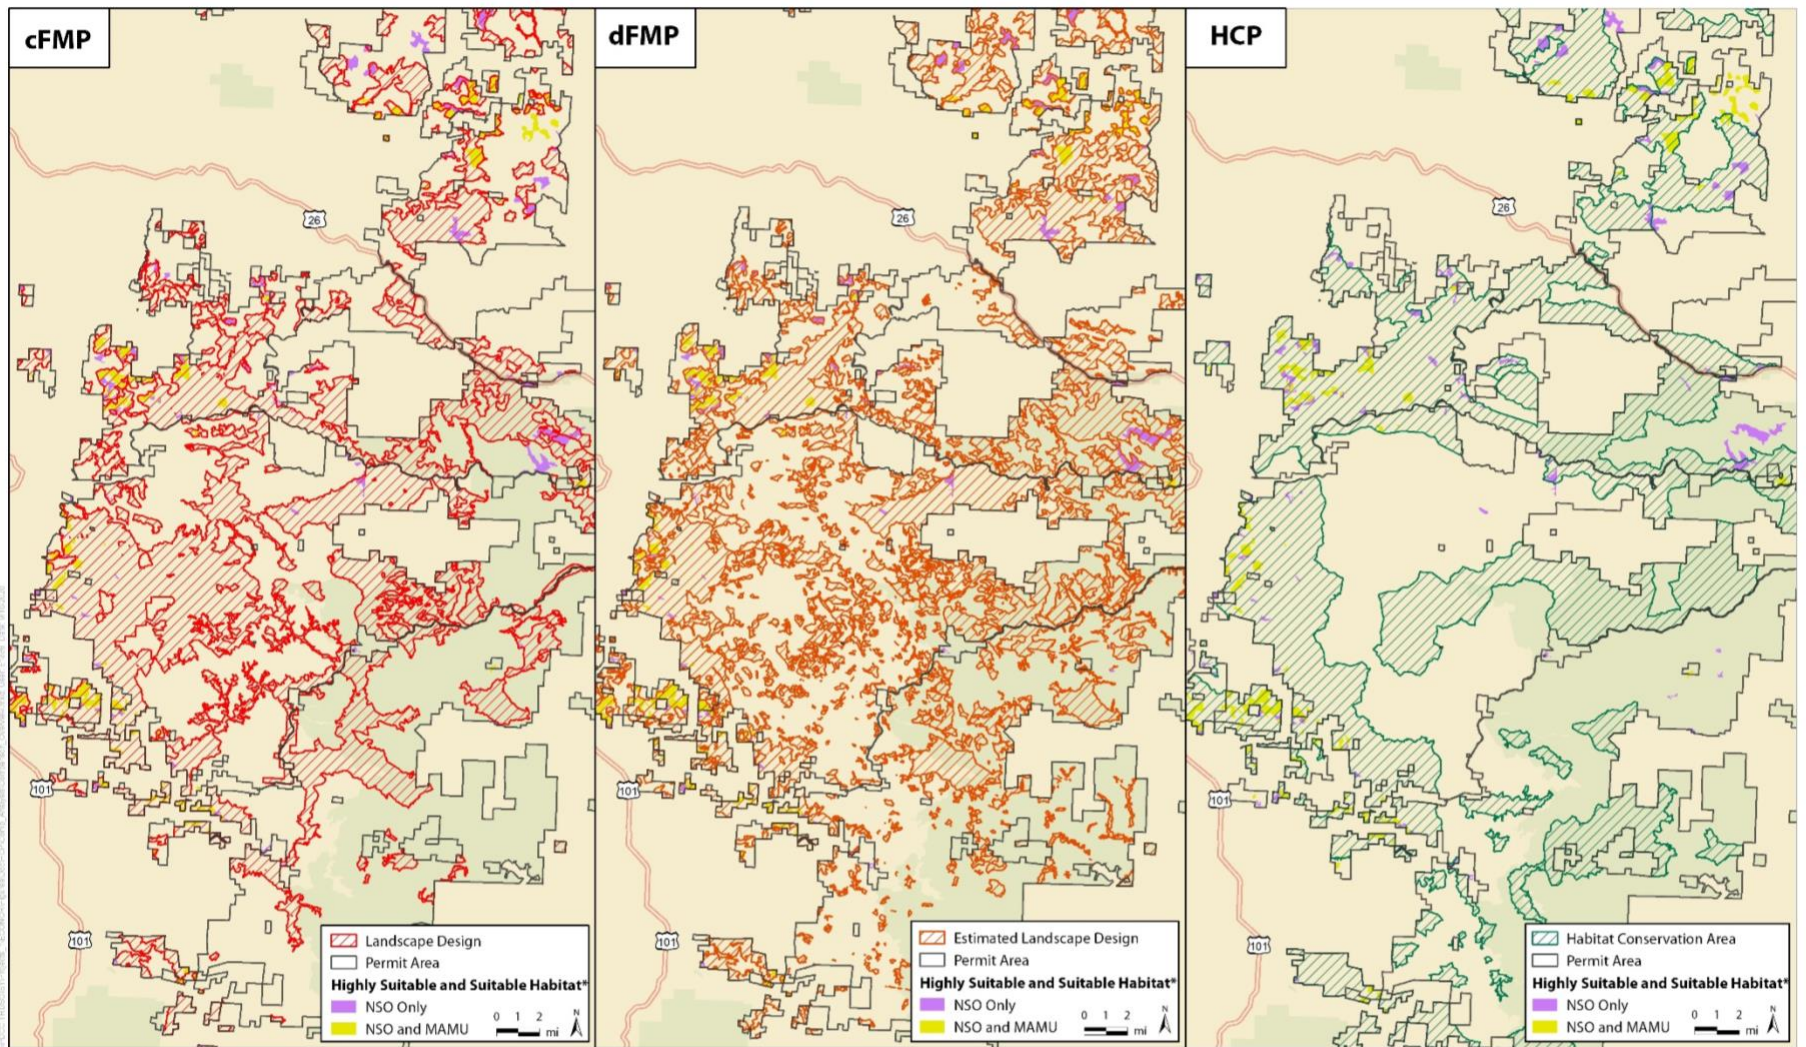 cFMP
26
101
101
Landscape Design
Permit Area
Highly Suitable and Suitable Habitat*
NSO Only
NSO and MAMU
0 1 2
mi
N
dFMP
26
101
101
Estimated Landscape Design
Permit Area
Highly Suitable and Suitable Habitat*
NSO Only
NSO and MAMU
0 1 2
mi
N
HCP
26
101
101
Habitat Conservation Area
Permit Area
Highly Suitable and Suitable Habitat*
NSO Only
NSO and MAMU
0 1 2
mi
N